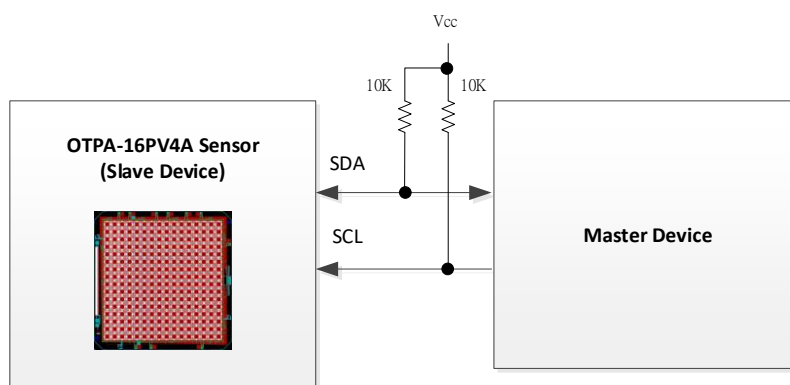 Vcc
10K
10K
OTPA-16PV4A Sensor
(Slave Device)
SDA
SCL
Master Device